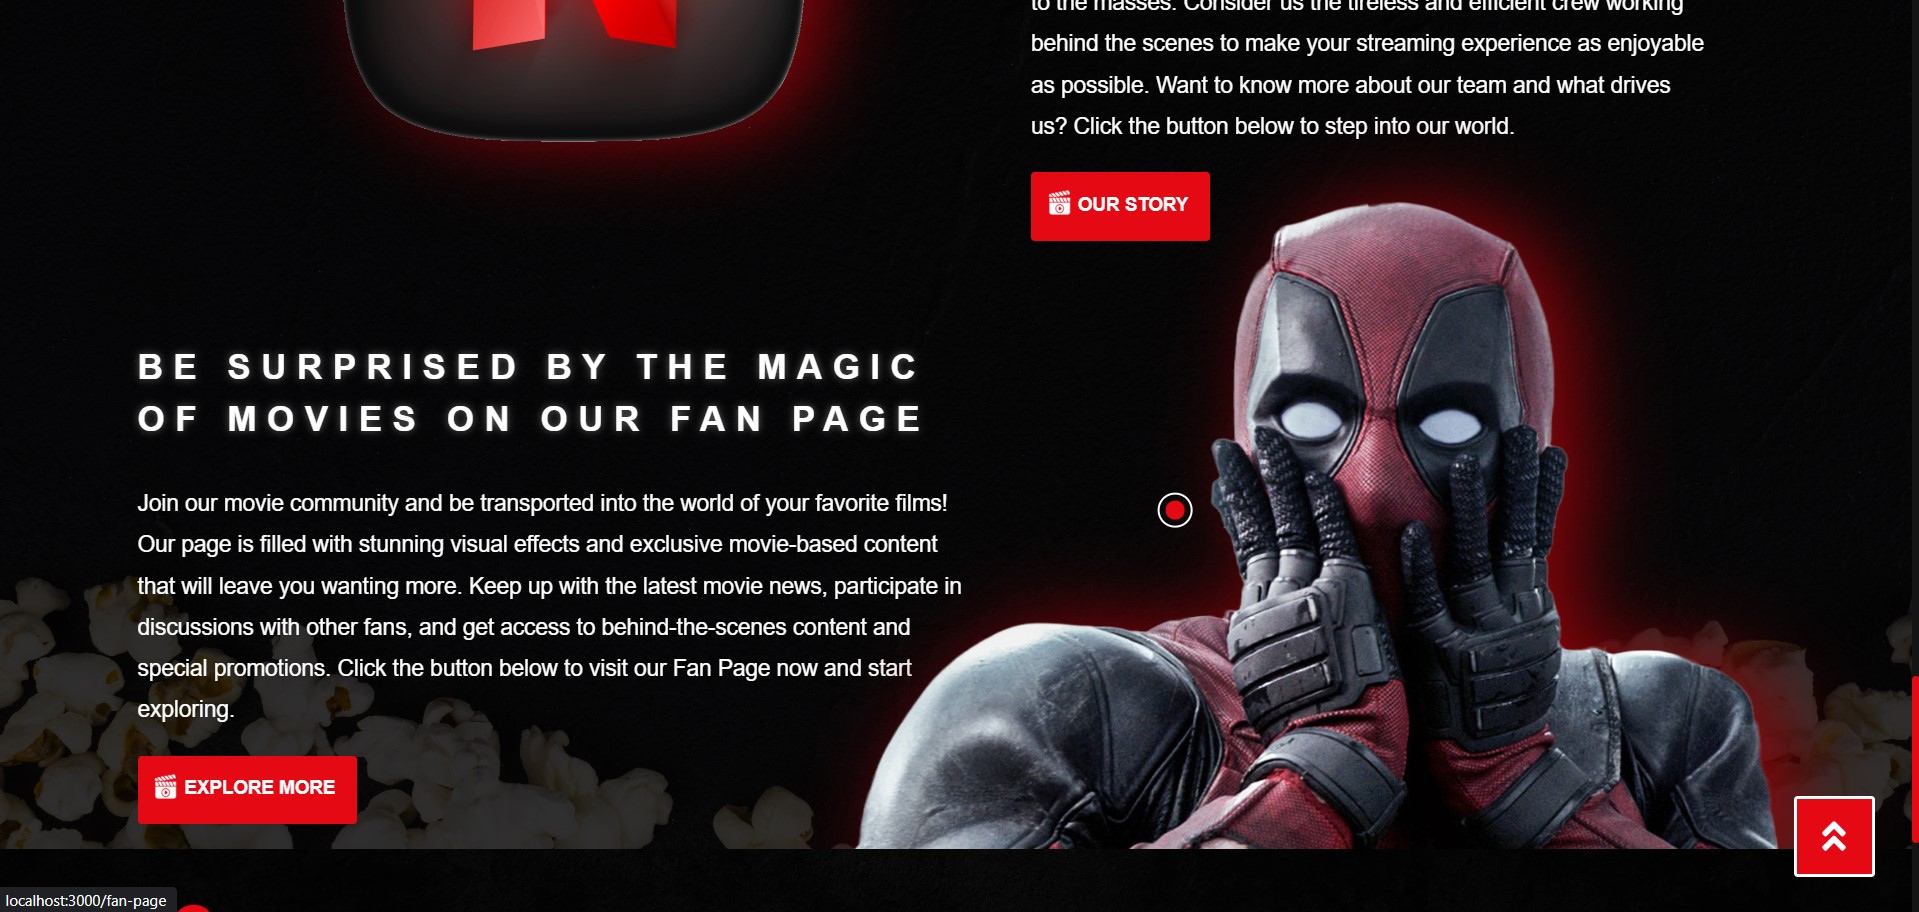 to the masses. Consider us the tireless and efficient crew working
behind the scenes to make your streaming experience as enjoyable
as possible. Want to know more about our team and what drives
us? Click the button below to step into our world.
OUR STORY
BE SURPRISED BY THE MAGIC
OF MOVIES ON OUR FAN PAGE
Join our movie community and be transported into the world of your favorite films!
Our page is filled with stunning visual effects and exclusive movie-based content
that will leave you wanting more. Keep up with the latest movie news, participate in
discussions with other fans, and get access to behind-the-scenes content and
special promotions. Click the button below to visit our Fan Page now and start
exploring.
EXPLORE MORE
localhost:3000/fan-page